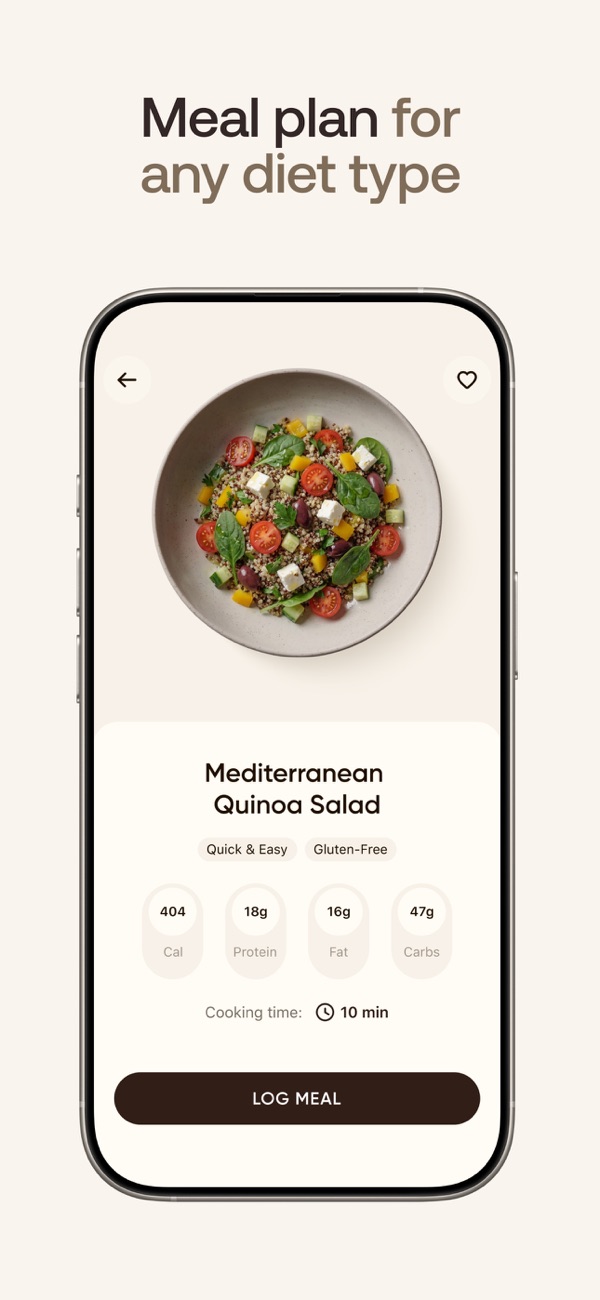 Meal plan for
any diet type
Mediterranean
Quinoa Salad
Quick & Easy Gluten-Free
404 18g 16g 47g
Cal Protein Fat Carbs
Cooking time: 10 min
LOG MEAL